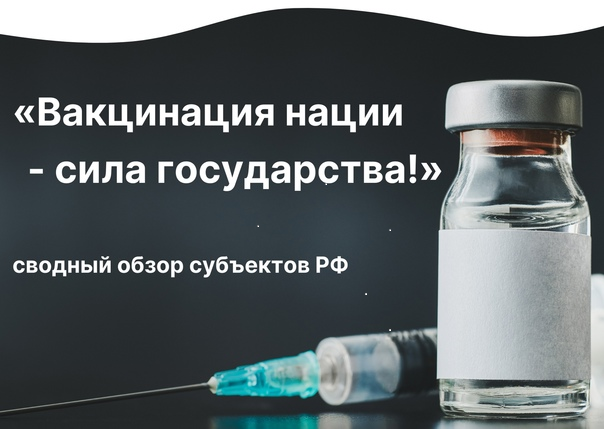 «Вакцинация нации
- сила государства!»
сводный обзор субъектов РФ